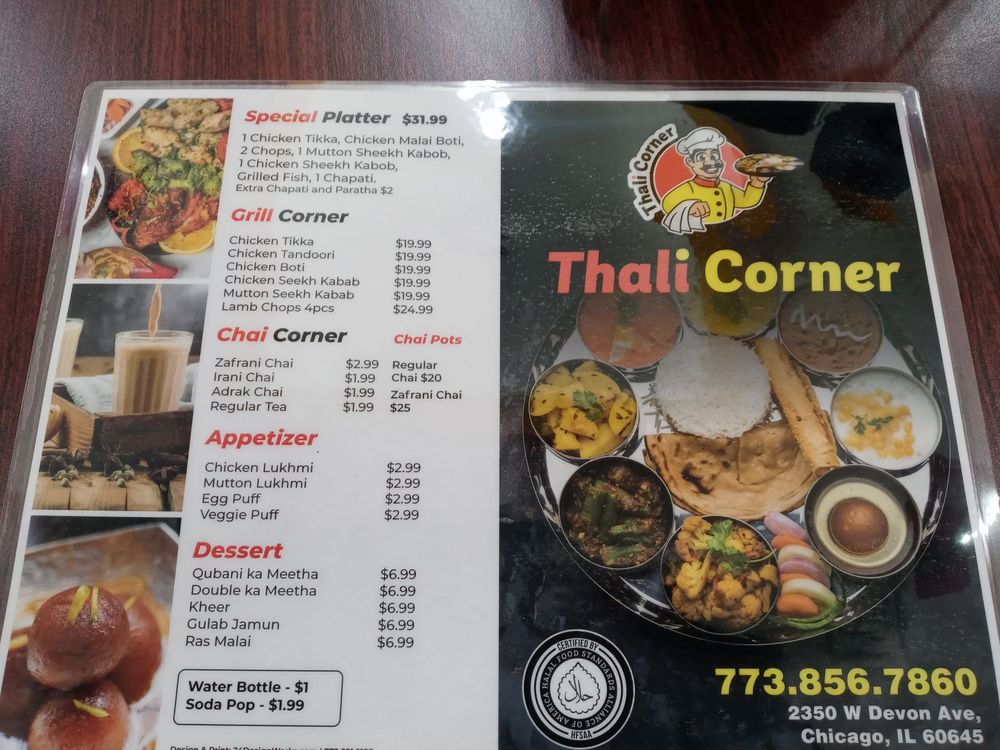 Special Platter $31.99
1 Chicken Tikka, Chicken Malai Boti,
2 Chops, 1 Mutton Sheekh Kabob,
1 Chicken Sheekh Kabob,
Grilled Fish, 1 Chapati.
Extra Chapati and Paratha $2
Grill Corner
Chicken Tikka $19.99
Chicken Tandoori $19.99
Chicken Boti $19.99
Chicken Seekh Kabab $19.99
Mutton Seekh Kabab $19.99
Lamb Chops 4pcs $24.99
Chai Corner
Zafrani Chai $2.99
Irani Chai $1.99
Adrak Chai $1.99
Regular Tea $1.99
Chai Pots
Regular
Chai $20
Zafrani Chai
$25
Appetizer
Chicken Lukhmi $2.99
Mutton Lukhmi $2.99
Egg Puff $2.99
Veggie Puff $2.99
Dessert
Qubani ka Meetha $6.99
Double ka Meetha $6.99
Kheer $6.99
Gulab Jamun $6.99
Ras Malai $6.99
Water Bottle - $1
Soda Pop - $1.99
Thali Corner
Thali Corner
CERTIFIED BY
HALAL FOOD STANDARDS ALLIANCE OF AMERICA
حلال
HFSAA
773.856.7860
2350 W Devon Ave,
Chicago, IL 60645